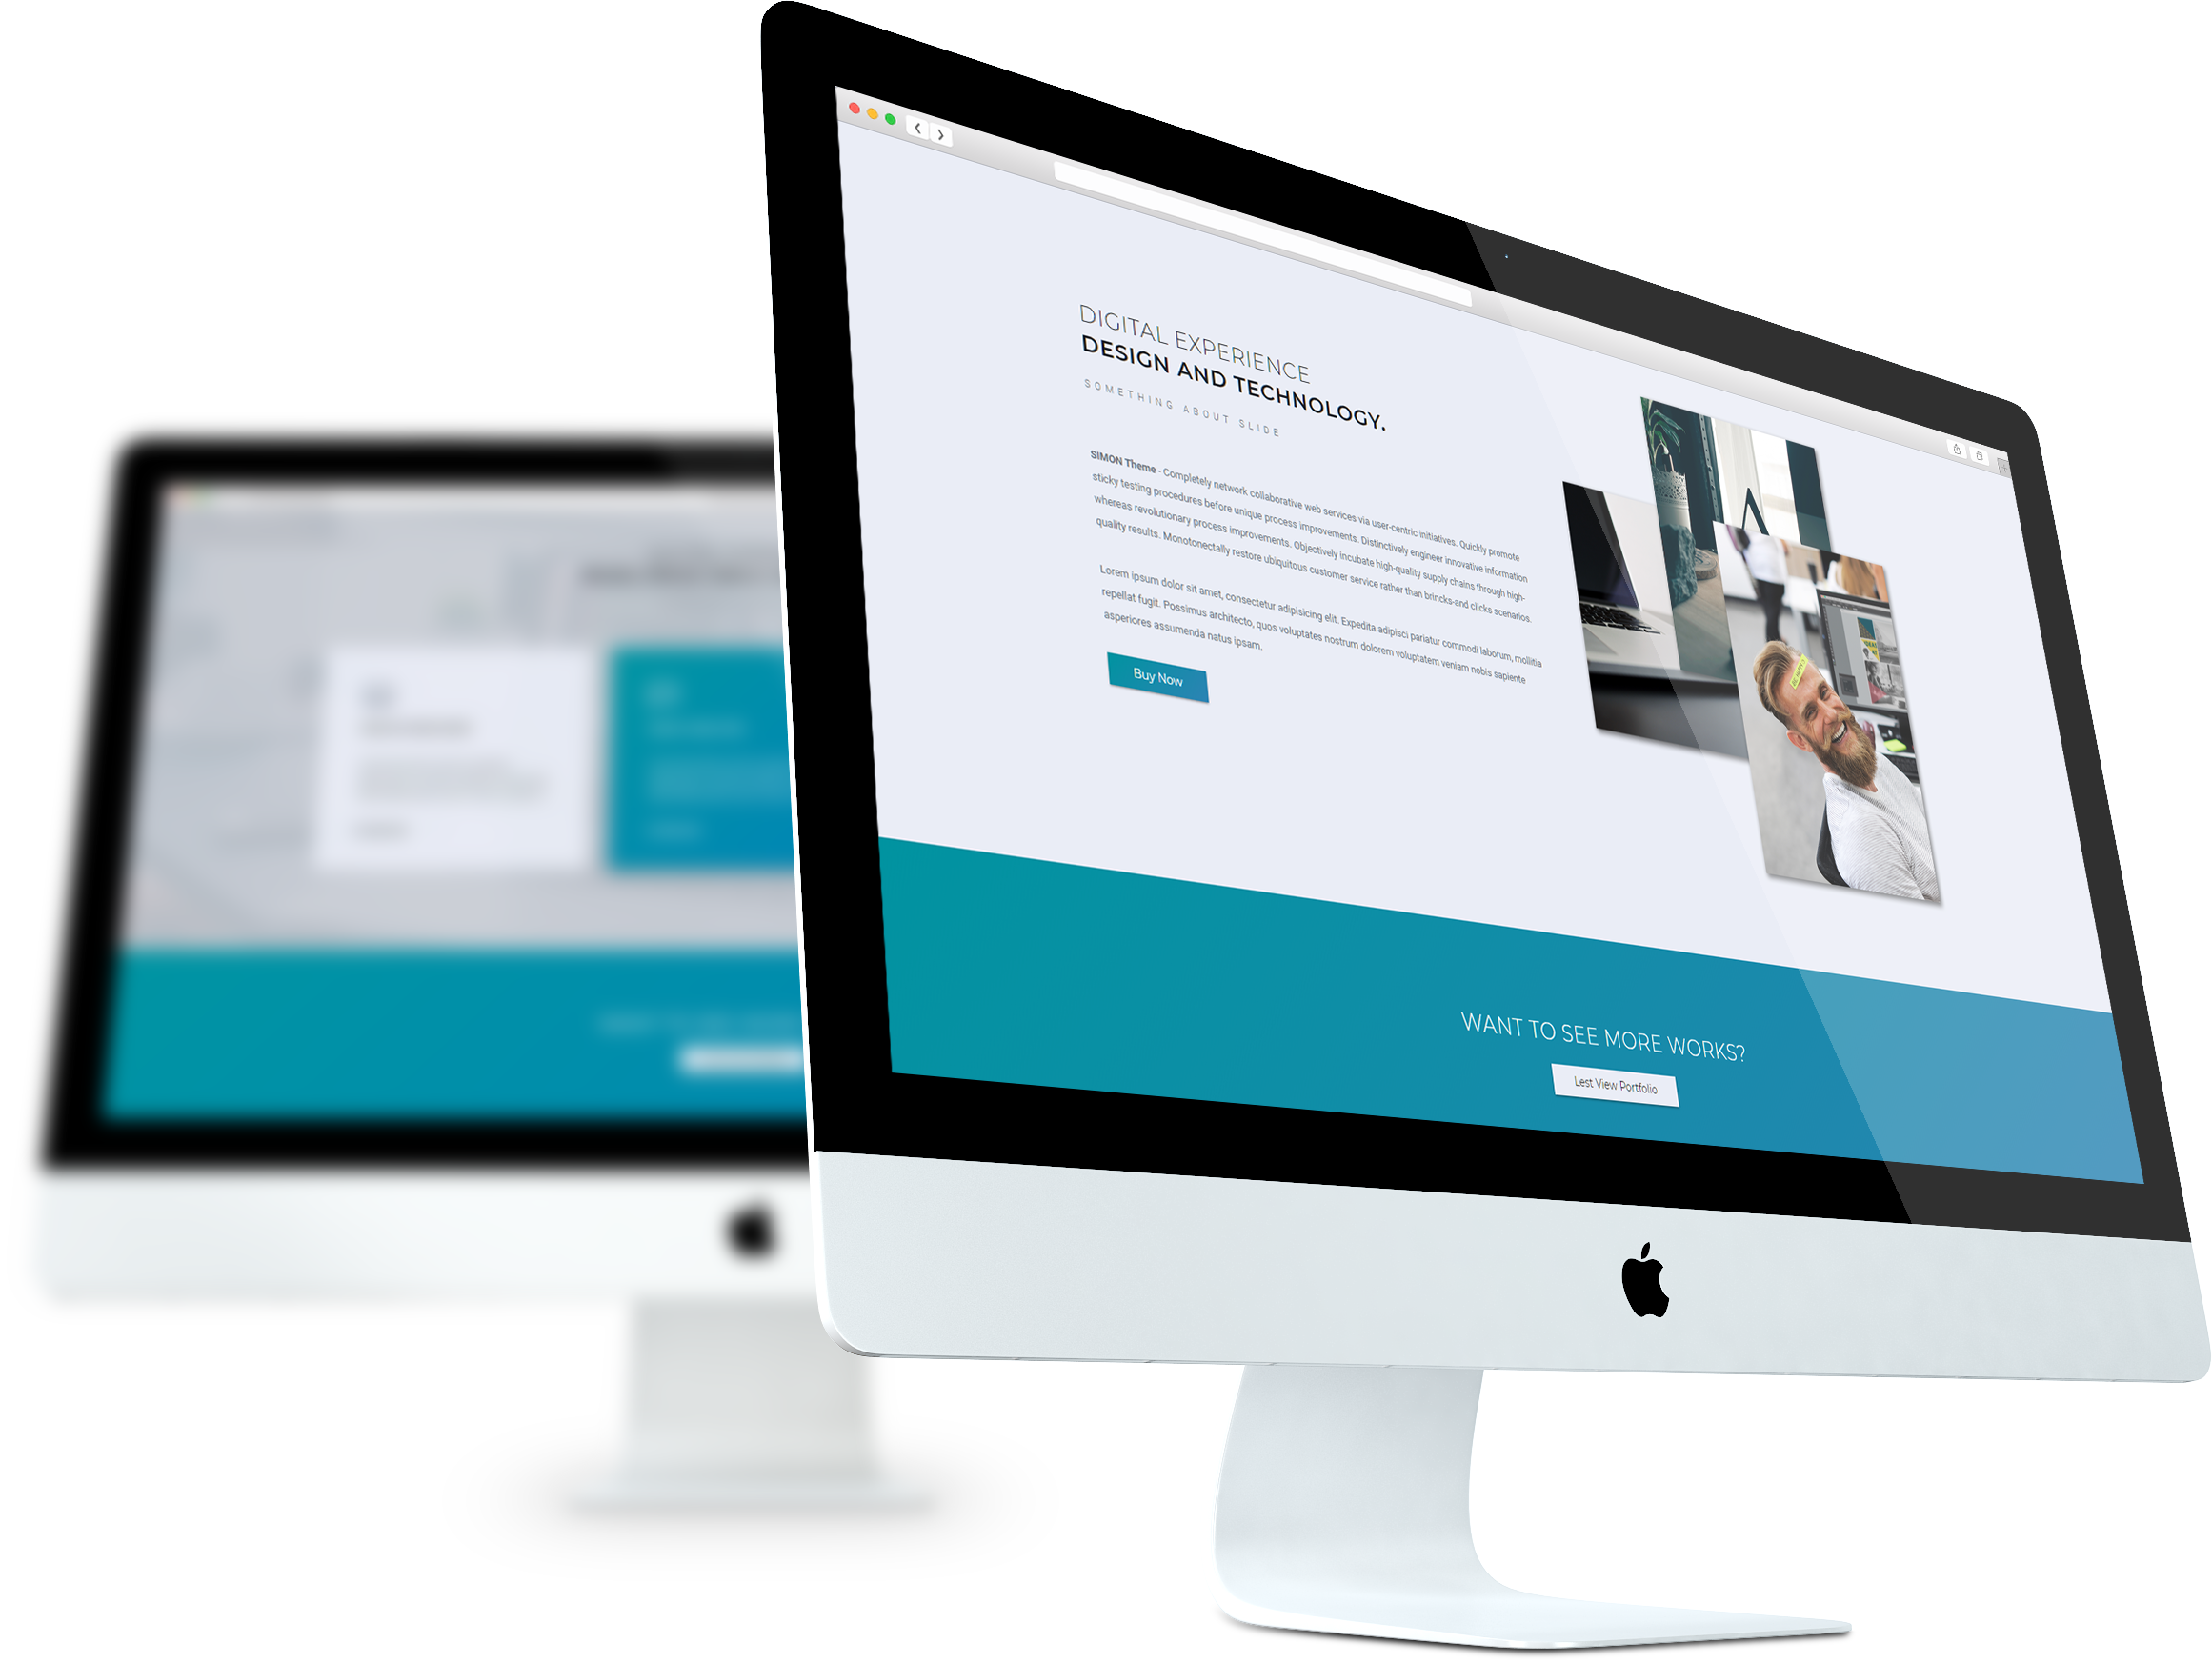 DIGITAL EXPERIENCE
DESIGN AND TECHNOLOGY.
SOMETHING ABOUT SLIDE
SIMON Theme - Completely network collaborative web services via user-centric initiatives. Quickly promote
sticky testing procedures before unique process improvements. Distinctively engineer innovative information
whereas revolutionary process improvements. Objectively incubate high-quality supply chains through high-
quality results. Monotonectally restore ubiquitous customer service rather than brincks-and clicks scenarios.
Lorem ipsum dolor sit amet, consectetur adipisicing elit. Expedita adipisci pariatur commodi laborum, mollitia
repellat fugit. Possimus architecto, quos voluptates nostrum dolorem voluptatem veniam nobis sapiente
asperiores assumenda natus ipsam.
Buy Now
WANT TO SEE MORE WORKS?
Lest View Portfolio